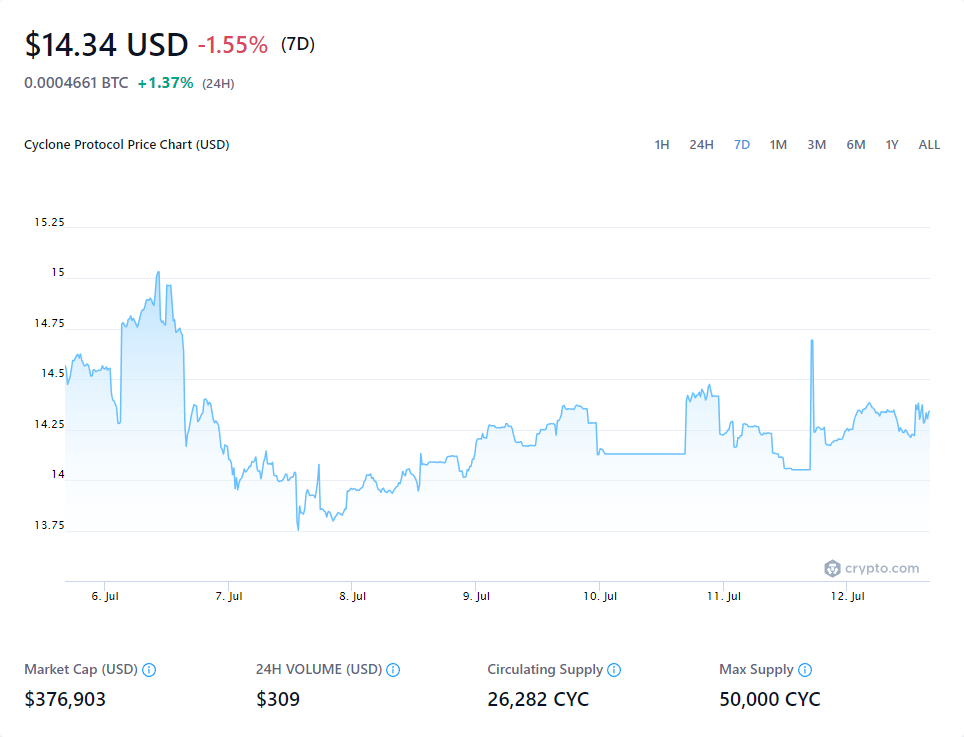 $14.34 USD -1.55% (7D)
0.0004661 BTC +1.37% (24H)
Cyclone Protocol Price Chart (USD) 1H 24H 7D 1M 3M 6M 1Y ALL
15.25
15
14.75
14.5
14.25
14
13.75
crypto.com
6. Jul 7. Jul 8. Jul 9. Jul 10. Jul 11. Jul 12. Jul
Market Cap (USD) 24H VOLUME (USD) Circulating Supply Max Supply
$376,903 $309 26,282 CYC 50,000 CYC